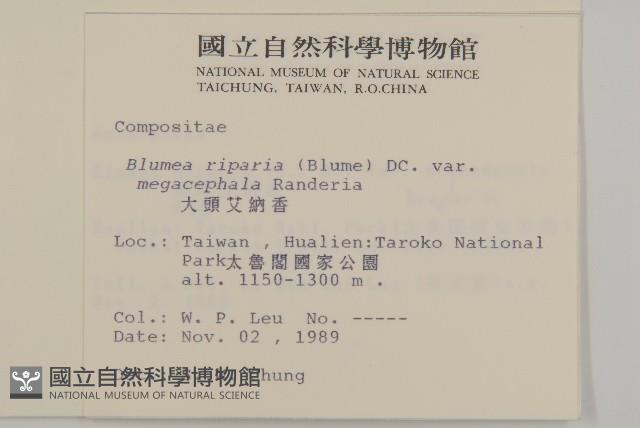 國立自然科學博物館
NATIONAL MUSEUM OF NATURAL SCIENCE
TAICHUNG, TAIWAN, R.O.CHINA
Compositae
Blumea riparia (Blume) DC. var.
megacephala Randeria
大頭艾納香
Loc.: Taiwan , Hualien:Taroko National
Park太魯閣國家公園
alt. 1150-1300 m .
Col.: W. P. Leu No. -----
Date: Nov. 02 , 1989
hung
國立自然科學博物館
NATIONAL MUSEUM OF NATURAL SCIENCE